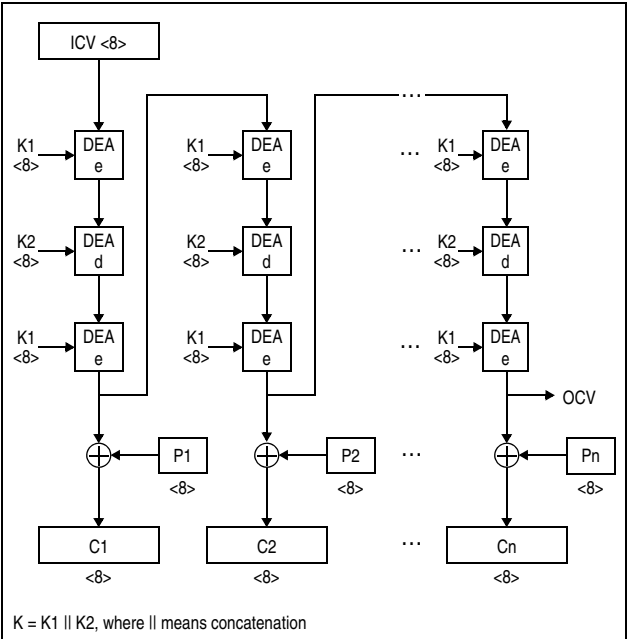 ICV <8>
...
K1
<8>
DEA
e
K1
<8>
DEA
e
...
K1
<8>
DEA
e
K2
<8>
DEA
d
K2
<8>
DEA
d
...
K2
<8>
DEA
d
K1
<8>
DEA
e
K1
<8>
DEA
e
...
K1
<8>
DEA
e
OCV
P1
<8>
P2
<8>
...
Pn
<8>
C1
<8>
C2
<8>
...
Cn
<8>
K = K1 || K2, where || means concatenation